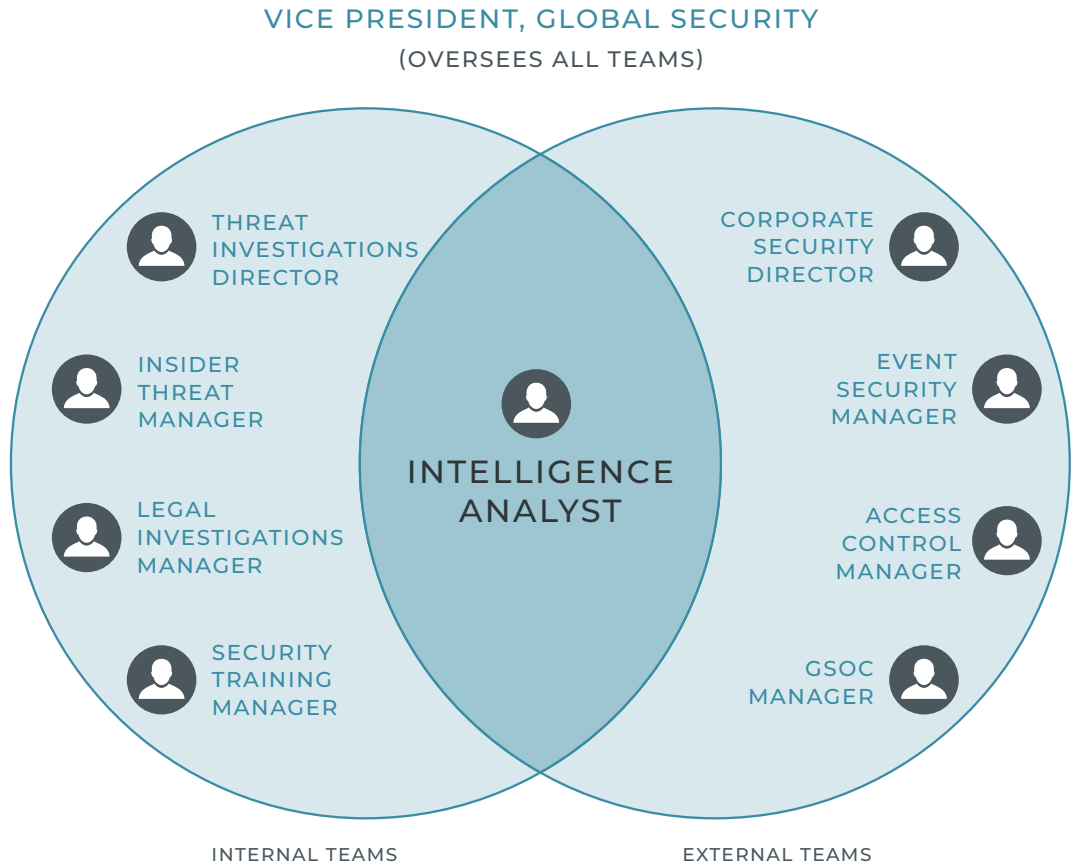 VICE PRESIDENT, GLOBAL SECURITY
(OVERSEES ALL TEAMS)
THREAT
INVESTIGATIONS
DIRECTOR
INSIDER
THREAT
MANAGER
LEGAL
INVESTIGATIONS
MANAGER
SECURITY
TRAINING
MANAGER
INTELLIGENCE
ANALYST
CORPORATE
SECURITY
DIRECTOR
EVENT
SECURITY
MANAGER
ACCESS
CONTROL
MANAGER
GSOC
MANAGER
INTERNAL TEAMS
EXTERNAL TEAMS